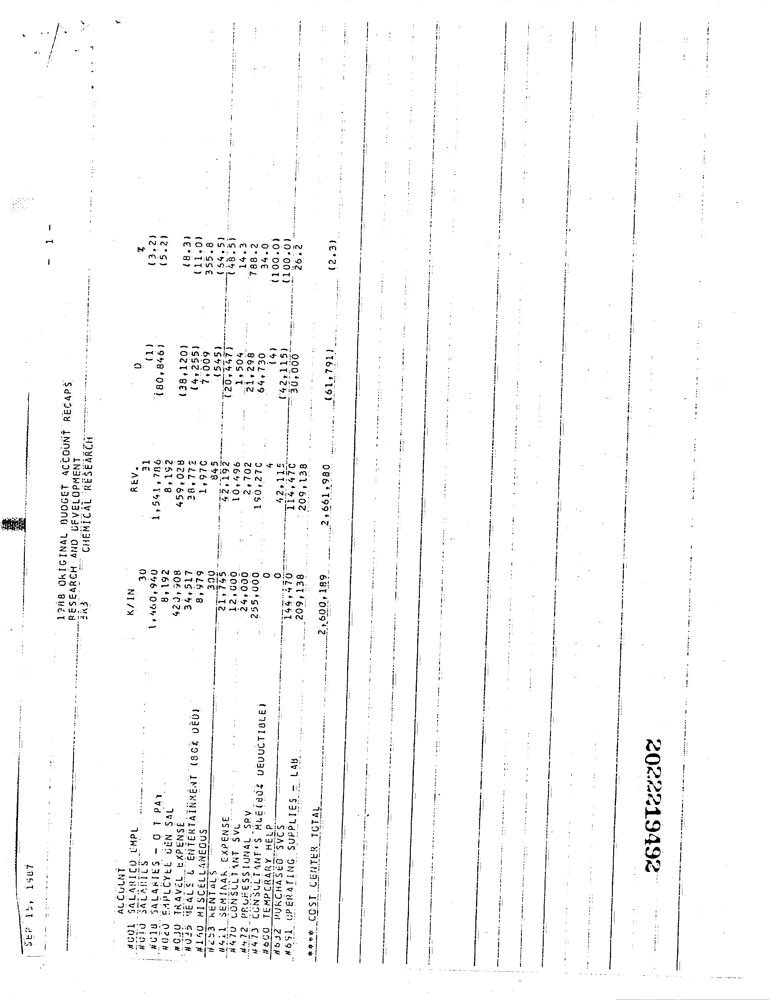 SEP 15, 1987
1988 ORIGINAL BUDGET ACCOUNT RECAPS - 1 -
RESEARCH AND DEVELOPMENT
3A3 CHEMICAL RESEARCH
ACCOUNT K/IN REV. D %
#001 SALARIED EMPL 30 31 (1) (3.2)
#010 SALARIES 1,460,940 1,541,786 (80,846) (5.2)
#018 SALARIES - O T PAY 8,192 8,192
#020 EMPLOYEE BEN SAL 420,908 459,028 (38,120) (8.3)
#030 TRAVEL EXPENSE 34,517 38,772 (4,255) (11.0)
#035 MEALS & ENTERTAINMENT (80% DED) 8,979 1,970 7,009 355.8
#140 MISCELLANEOUS 300 845 (545) (64.5)
#253 RENTALS 21,745 42,192 (20,447) (48.5)
#411 SEMINAR EXPENSE 12,000 10,496 1,504 14.3
#470 CONSULTANT SVC 24,000 2,702 21,298 788.2
#472 PROFESSIONAL SRV 255,000 190,270 64,730 34.0
#473 CONSULTANT'S M&E(80% DEDUCTIBLE) 0 4 (4) (100.0)
#600 TEMPORARY HELP 0 42,115 (42,115) (100.0)
#632 PURCHASED SVCS 144,470 114,470 30,000 26.2
#651 OPERATING SUPPLIES - LAB 209,138 209,138
**** COST CENTER TOTAL 2,600,189 2,661,980 (61,791) (2.3)
2022219492